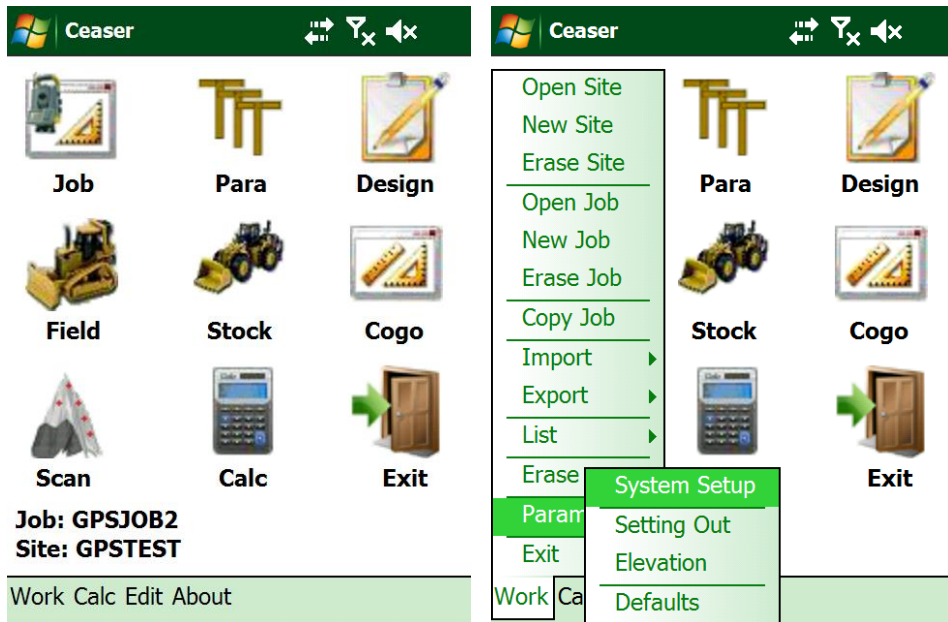 Ceaser
Job Para Design
Field Stock Cogo
Scan Calc Exit
Job: GPSJOB2
Site: GPSTEST
Work Calc Edit About
Ceaser
Open Site
New Site
Erase Site
Open Job
New Job
Erase Job
Copy Job
Import
Export
List
Erase
Param
Exit
Work Ca
System Setup
Setting Out
Elevation
Defaults
Para Design
Stock Cogo
Exit